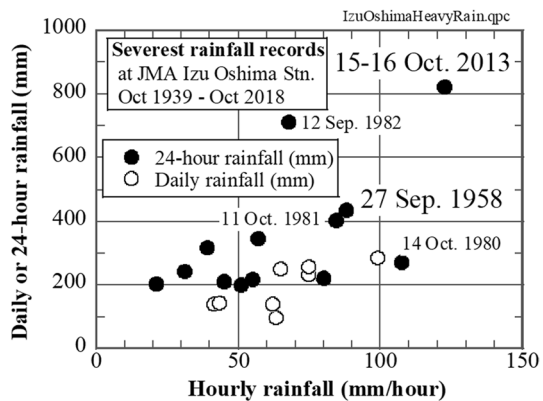 IzuOshimaHeavyRain.qpc
Daily or 24-hour rainfall (mm)
1000
800
600
400
200
0
Severest rainfall records
at JMA Izu Oshima Stn.
Oct 1939 - Oct 2018
15-16 Oct. 2013
12 Sep. 1982
24-hour rainfall (mm)
Daily rainfall (mm)
27 Sep. 1958
11 Oct. 1981
14 Oct. 1980
0
50
100
150
Hourly rainfall (mm/hour)